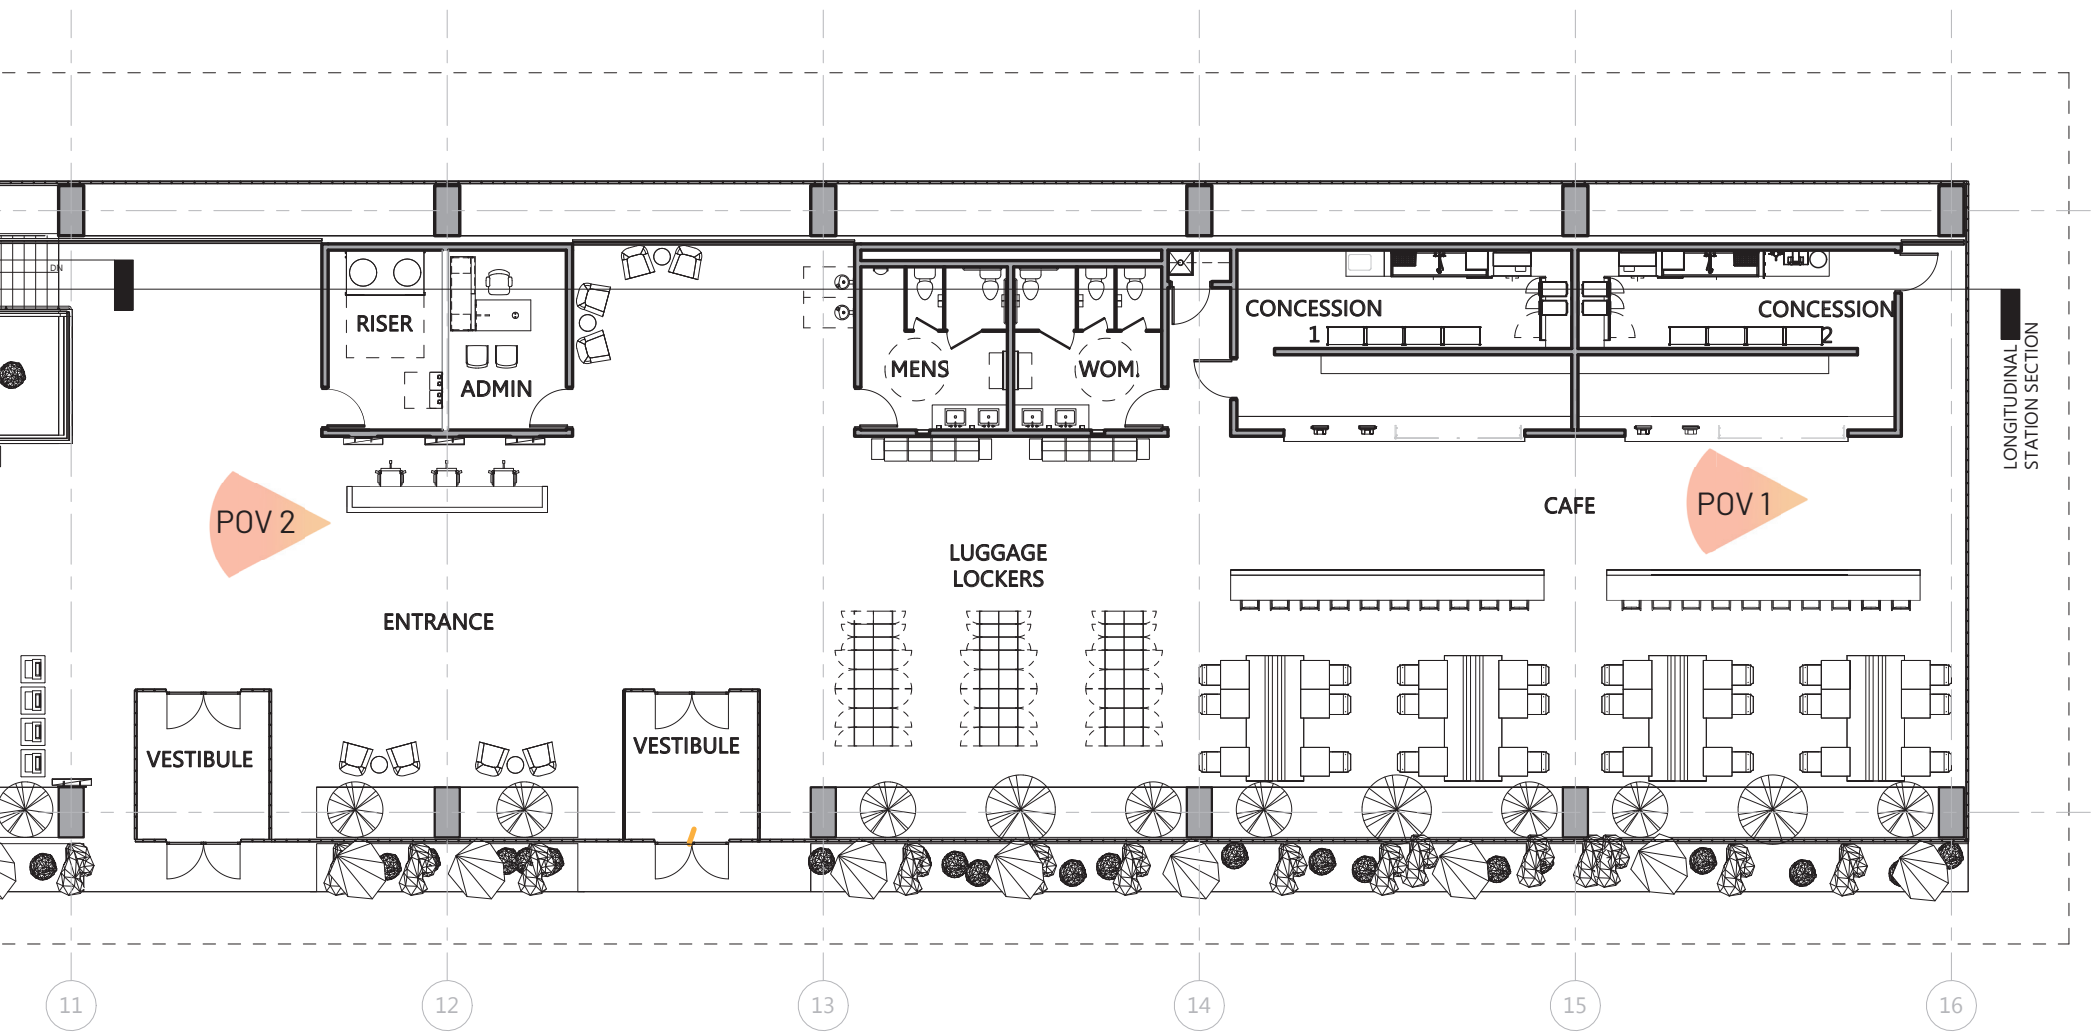 DN
RISER
ADMIN
MENS
WOM.
CONCESSION
1
CONCESSION
2
LONGITUDINAL
STATION SECTION
POV 2
CAFE
POV 1
LUGGAGE
LOCKERS
ENTRANCE
VESTIBULE
VESTIBULE
11
12
13
14
15
16